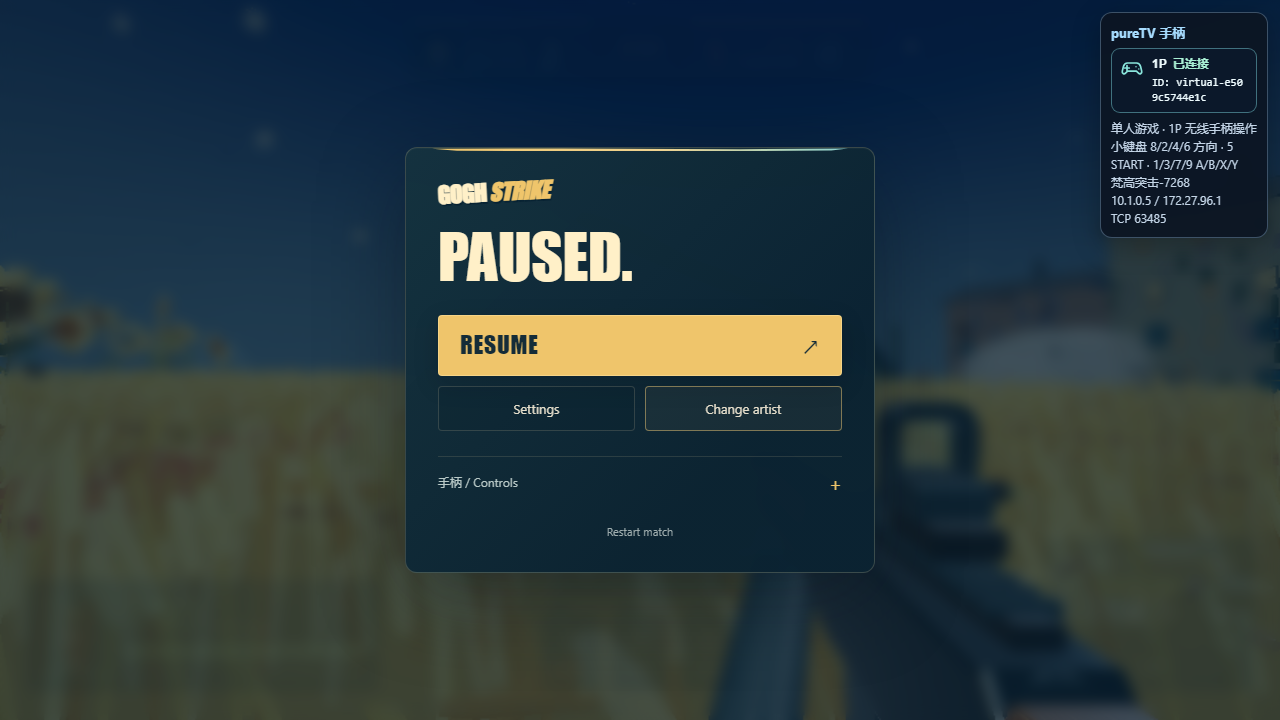 pureTV 手柄
1P 已连接
ID: virtual-e50
9c5744e1c
单人游戏 · 1P 无线手柄操作
小键盘 8/2/4/6 方向 · 5
START · 1/3/7/9 A/B/X/Y
梵高突击-7268
10.1.0.5 / 172.27.96.1
TCP 63485
GOGH STRIKE
PAUSED.
RESUME ↗
Settings
Change artist
手柄 / Controls +
Restart match